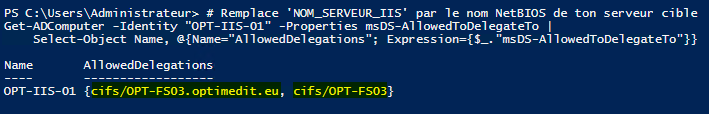 PS C:\Users\Administrateur> # Remplace 'NOM_SERVEUR_IIS' par le nom NetBIOS de ton serveur cible
Get-ADComputer -Identity "OPT-IIS-01" -Properties msDS-AllowedToDelegateTo |
    Select-Object Name, @{Name="AllowedDelegations"; Expression={$_."msDS-AllowedToDelegateTo"}}
Name       AllowedDelegations
----       ------------------
OPT-IIS-01 {cifs/OPT-FS03.optimedit.eu, cifs/OPT-FS03}